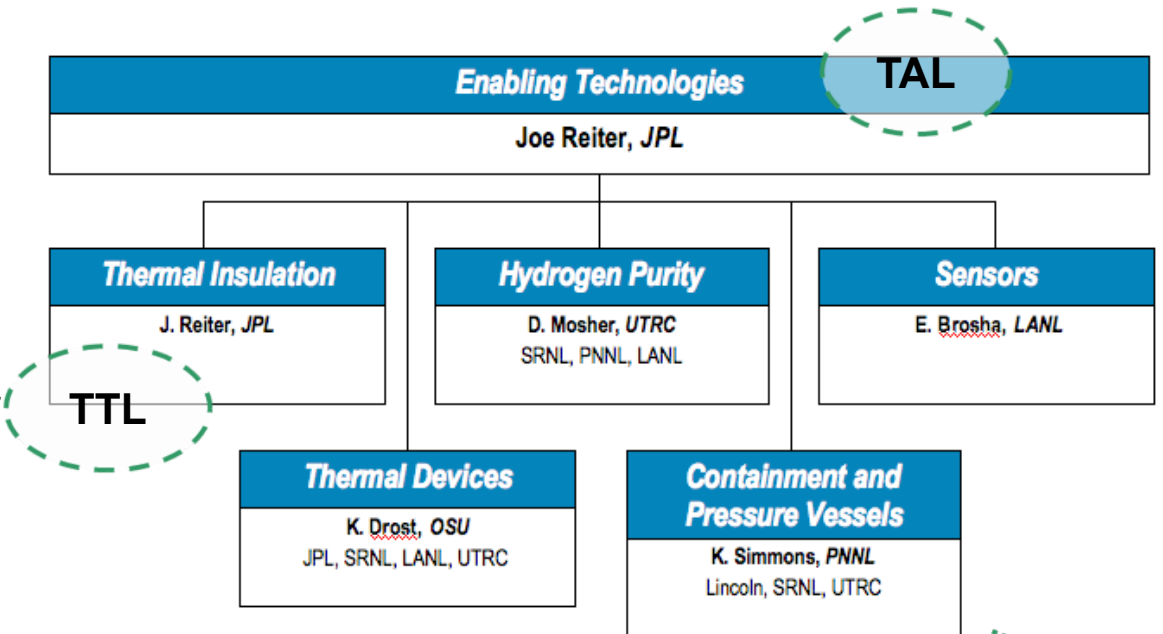 TAL
Enabling Technologies
Joe Reiter, JPL
Thermal Insulation
J. Reiter, JPL
TTL
Hydrogen Purity
D. Mosher, UTRC
SRNL, PNNL, LANL
Sensors
E. Brosha, LANL
Thermal Devices
K. Drost, OSU
JPL, SRNL, LANL, UTRC
Containment and
Pressure Vessels
K. Simmons, PNNL
Lincoln, SRNL, UTRC